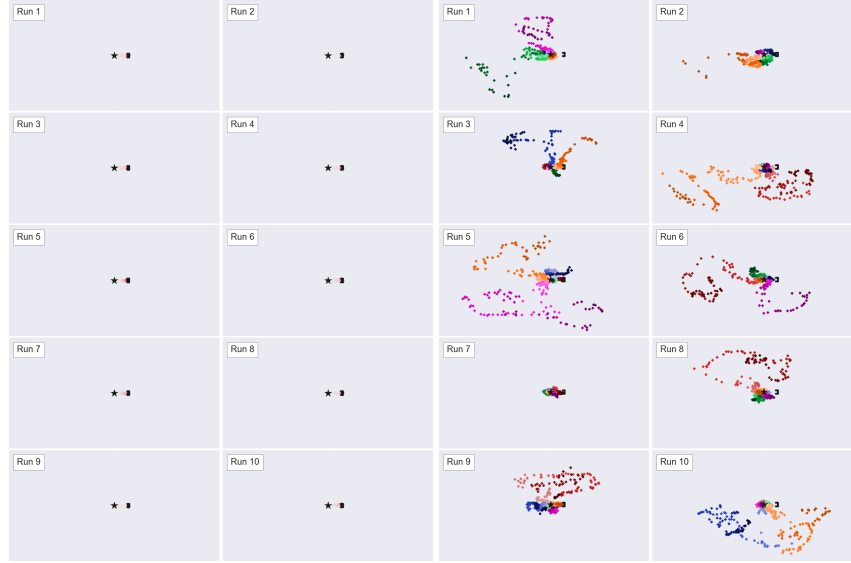 Run 1 Run 2 Run 1 Run 2
Run 3 Run 4 Run 3 Run 4
Run 5 Run 6 Run 5 Run 6
Run 7 Run 8 Run 7 Run 8
Run 9 Run 10 Run 9 Run 10